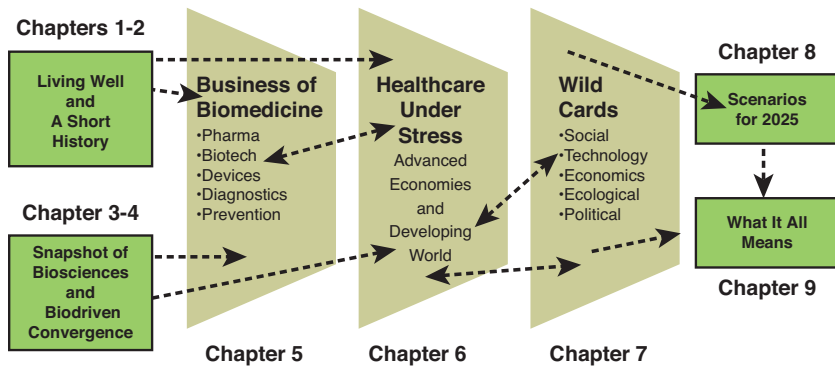 Chapters 1-2
Living Well
and
A Short
History
Chapter 3-4
Snapshot of
Biosciences
and
Biodriven
Convergence
Business of
Biomedicine
•Pharma
•Biotech
•Devices
•Diagnostics
•Prevention
Chapter 5
Healthcare
Under
Stress
Advanced
Economies
and
Developing
World
Chapter 6
Wild
Cards
•Social
•Technology
•Economics
•Ecological
•Political
Chapter 7
Chapter 8
Scenarios
for 2025
What It All
Means
Chapter 9